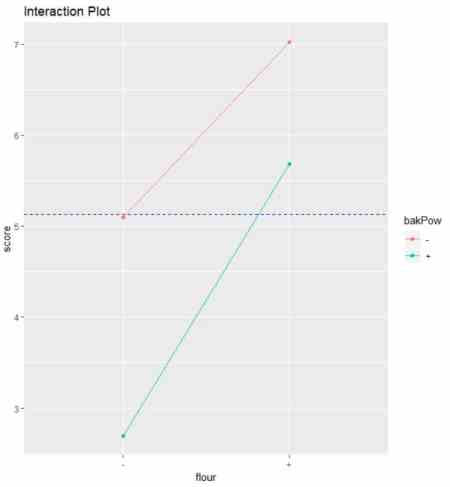 Interaction Plot
7
6
5
4
3
score
-
+
flour
bakPow
-
+